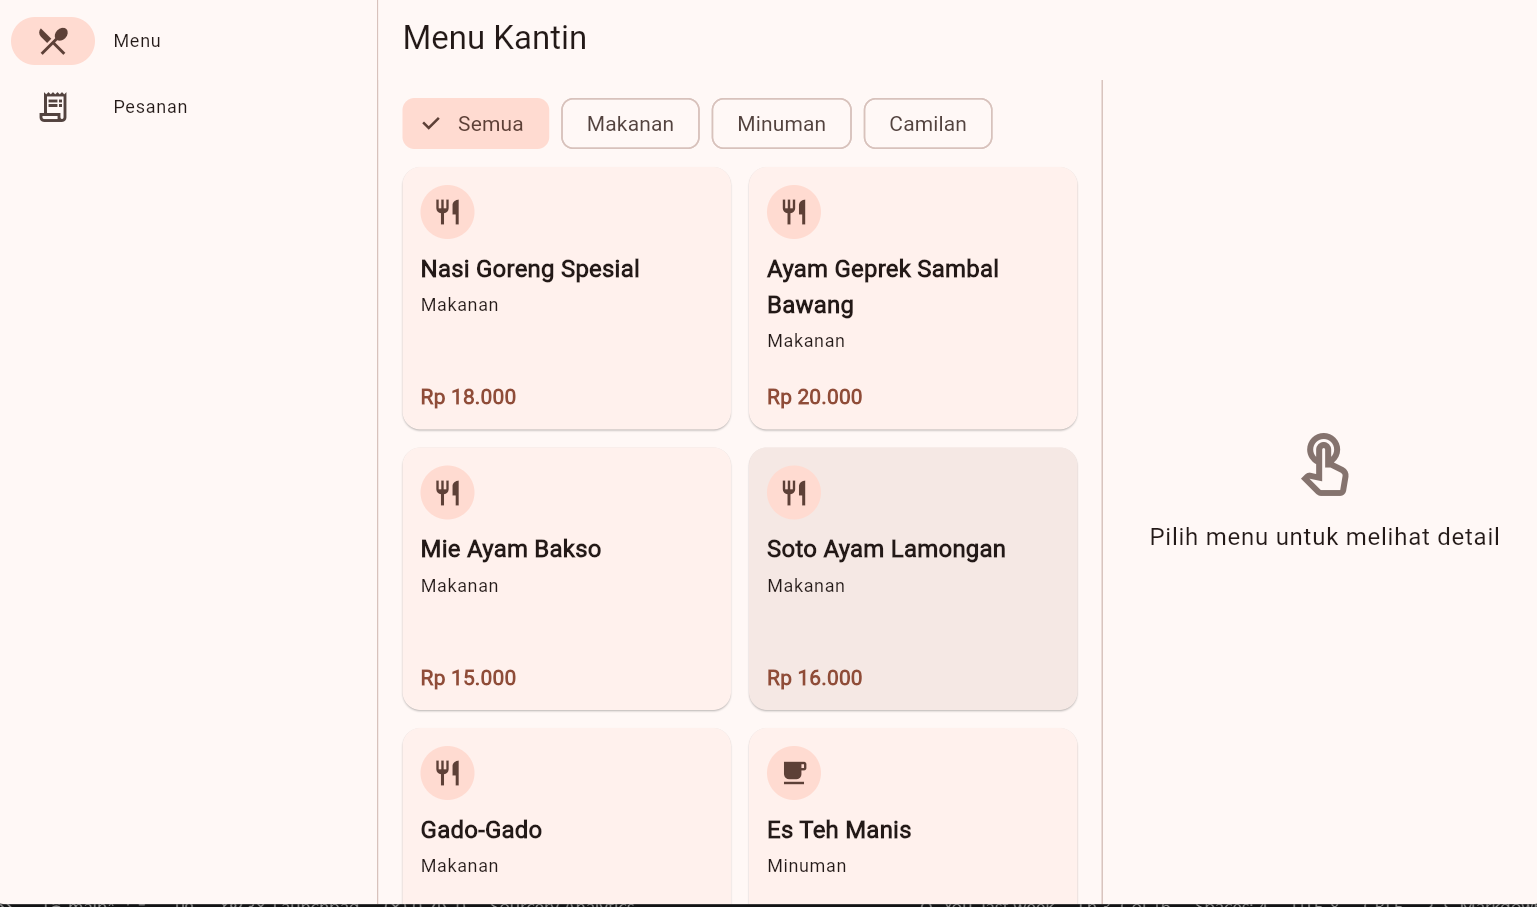 Menu
Pesanan
Menu Kantin
Semua
Makanan
Minuman
Camilan
Nasi Goreng Spesial
Makanan
Rp 18.000
Ayam Geprek Sambal
Bawang
Makanan
Rp 20.000
Mie Ayam Bakso
Makanan
Rp 15.000
Soto Ayam Lamongan
Makanan
Rp 16.000
Gado-Gado
Makanan
Es Teh Manis
Minuman
Pilih menu untuk melihat detail